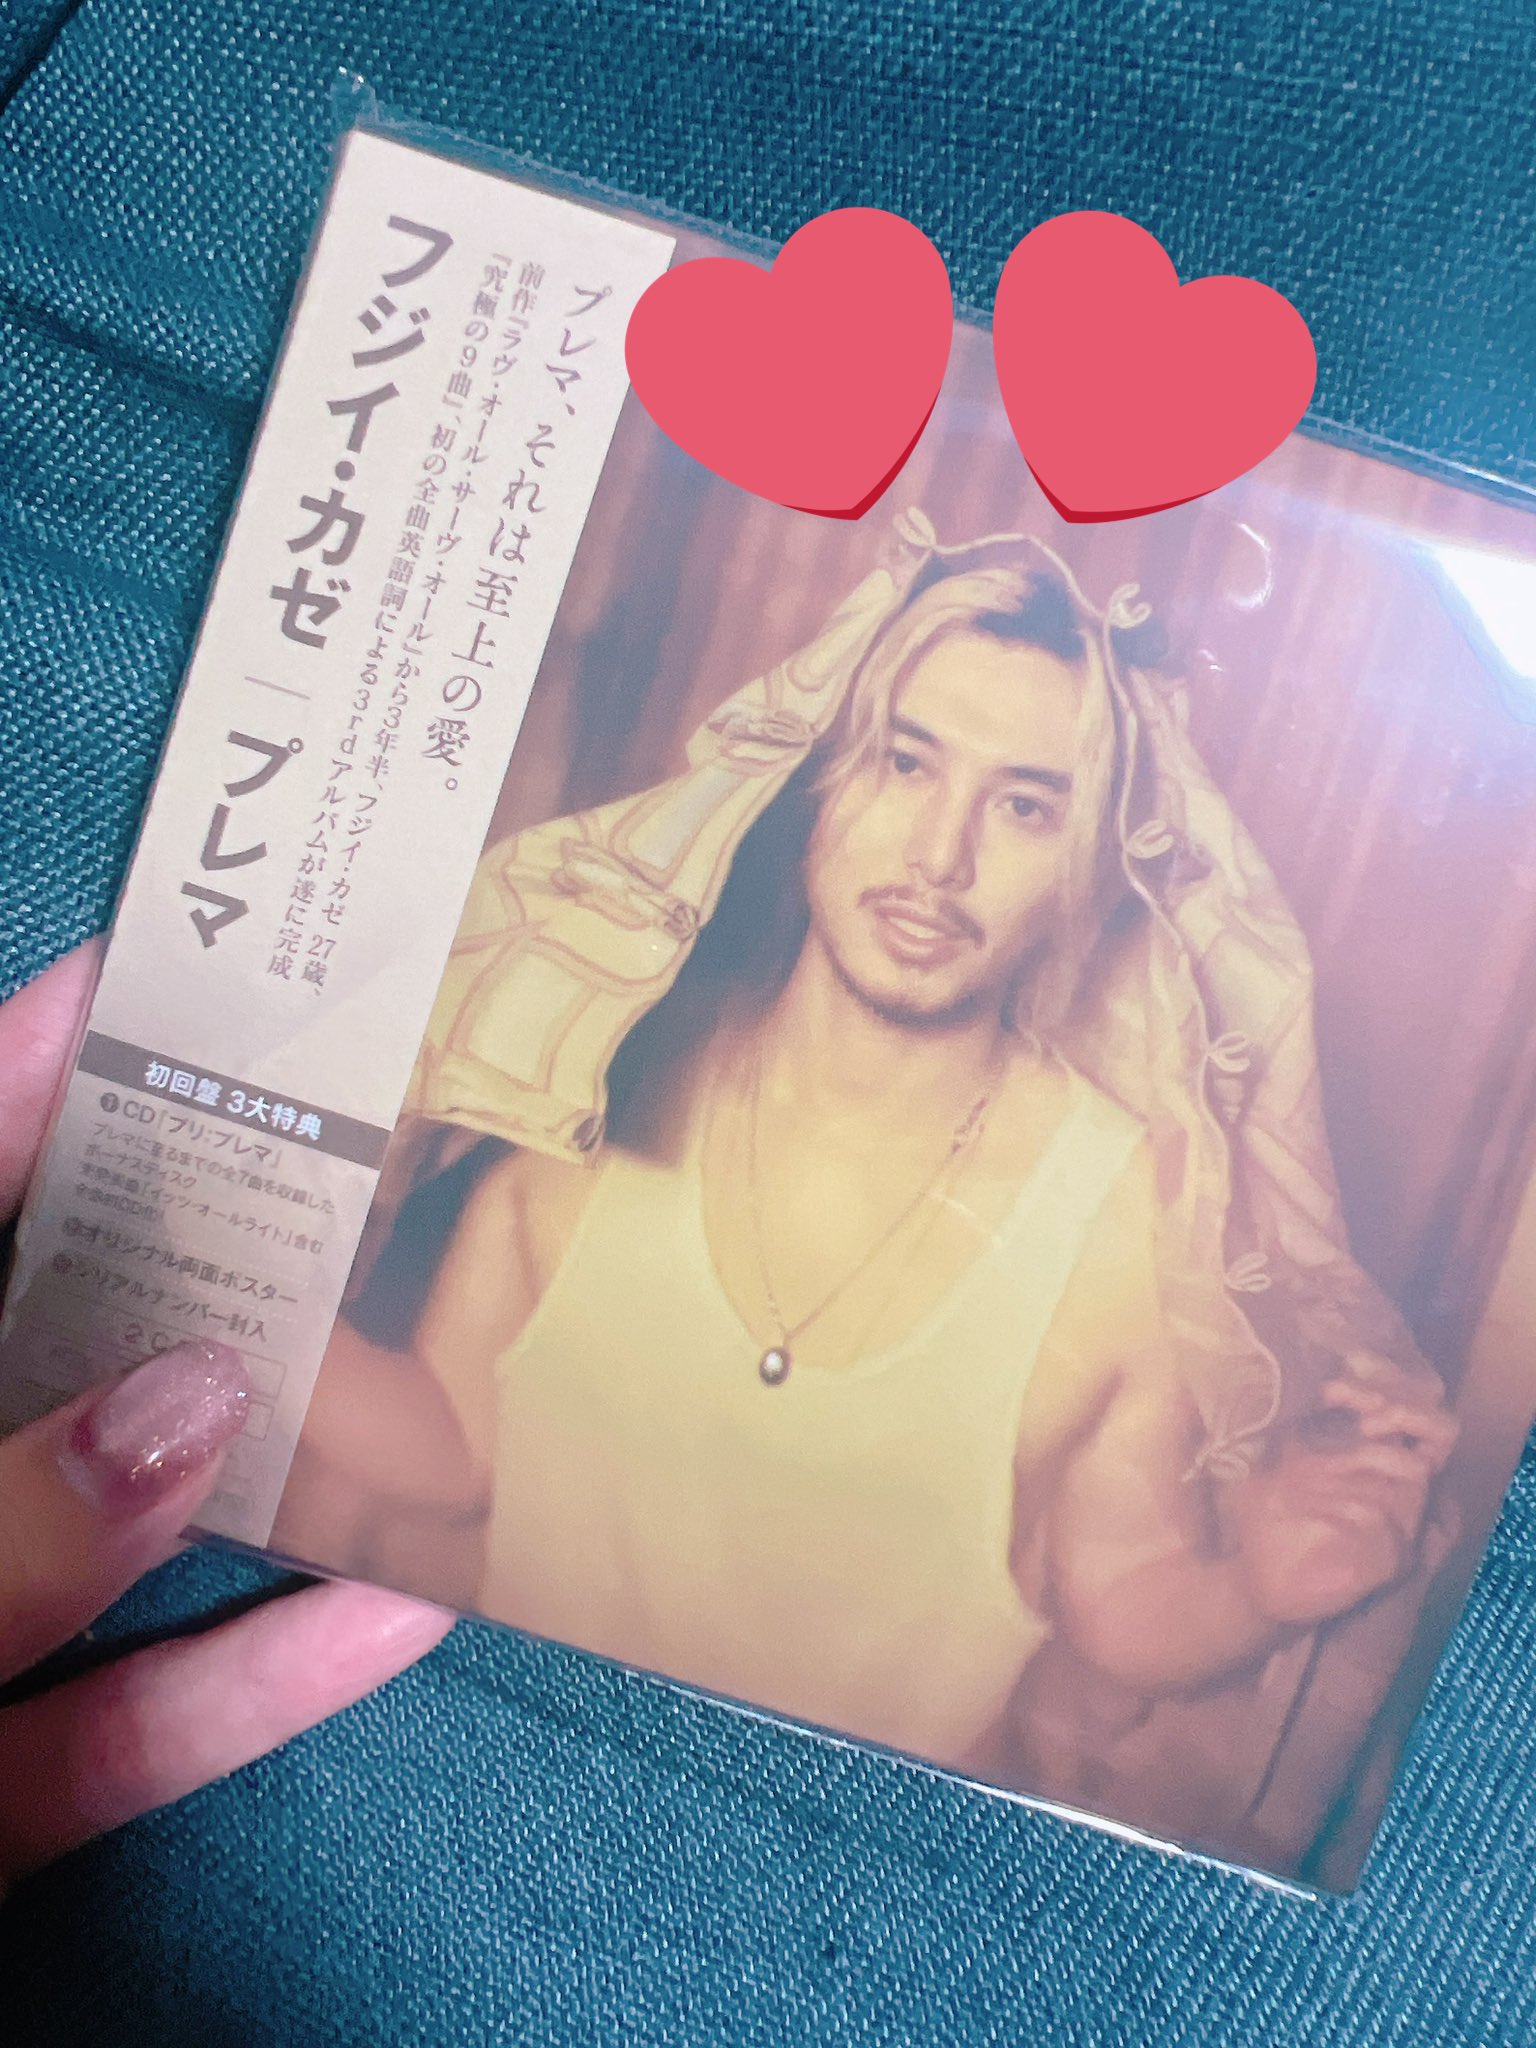 プレマ、それは至上の愛。
前作『ラヴ・オール・サーヴ・オール』から3年半、フジイ・カゼ 27歳、
『究極の9曲』、初の全曲英語詞による3rdアルバムが遂に完成
フジイ・カゼ｜プレマ
初回盤 3大特典
❶CD「プリ:プレマ」
プレマに至るまでの全7曲を収録した
ボーナスディスク
未発表曲「イッツ・オールライト」含む
オリジナル両面ポスター
シリアルナンバー封入
2C